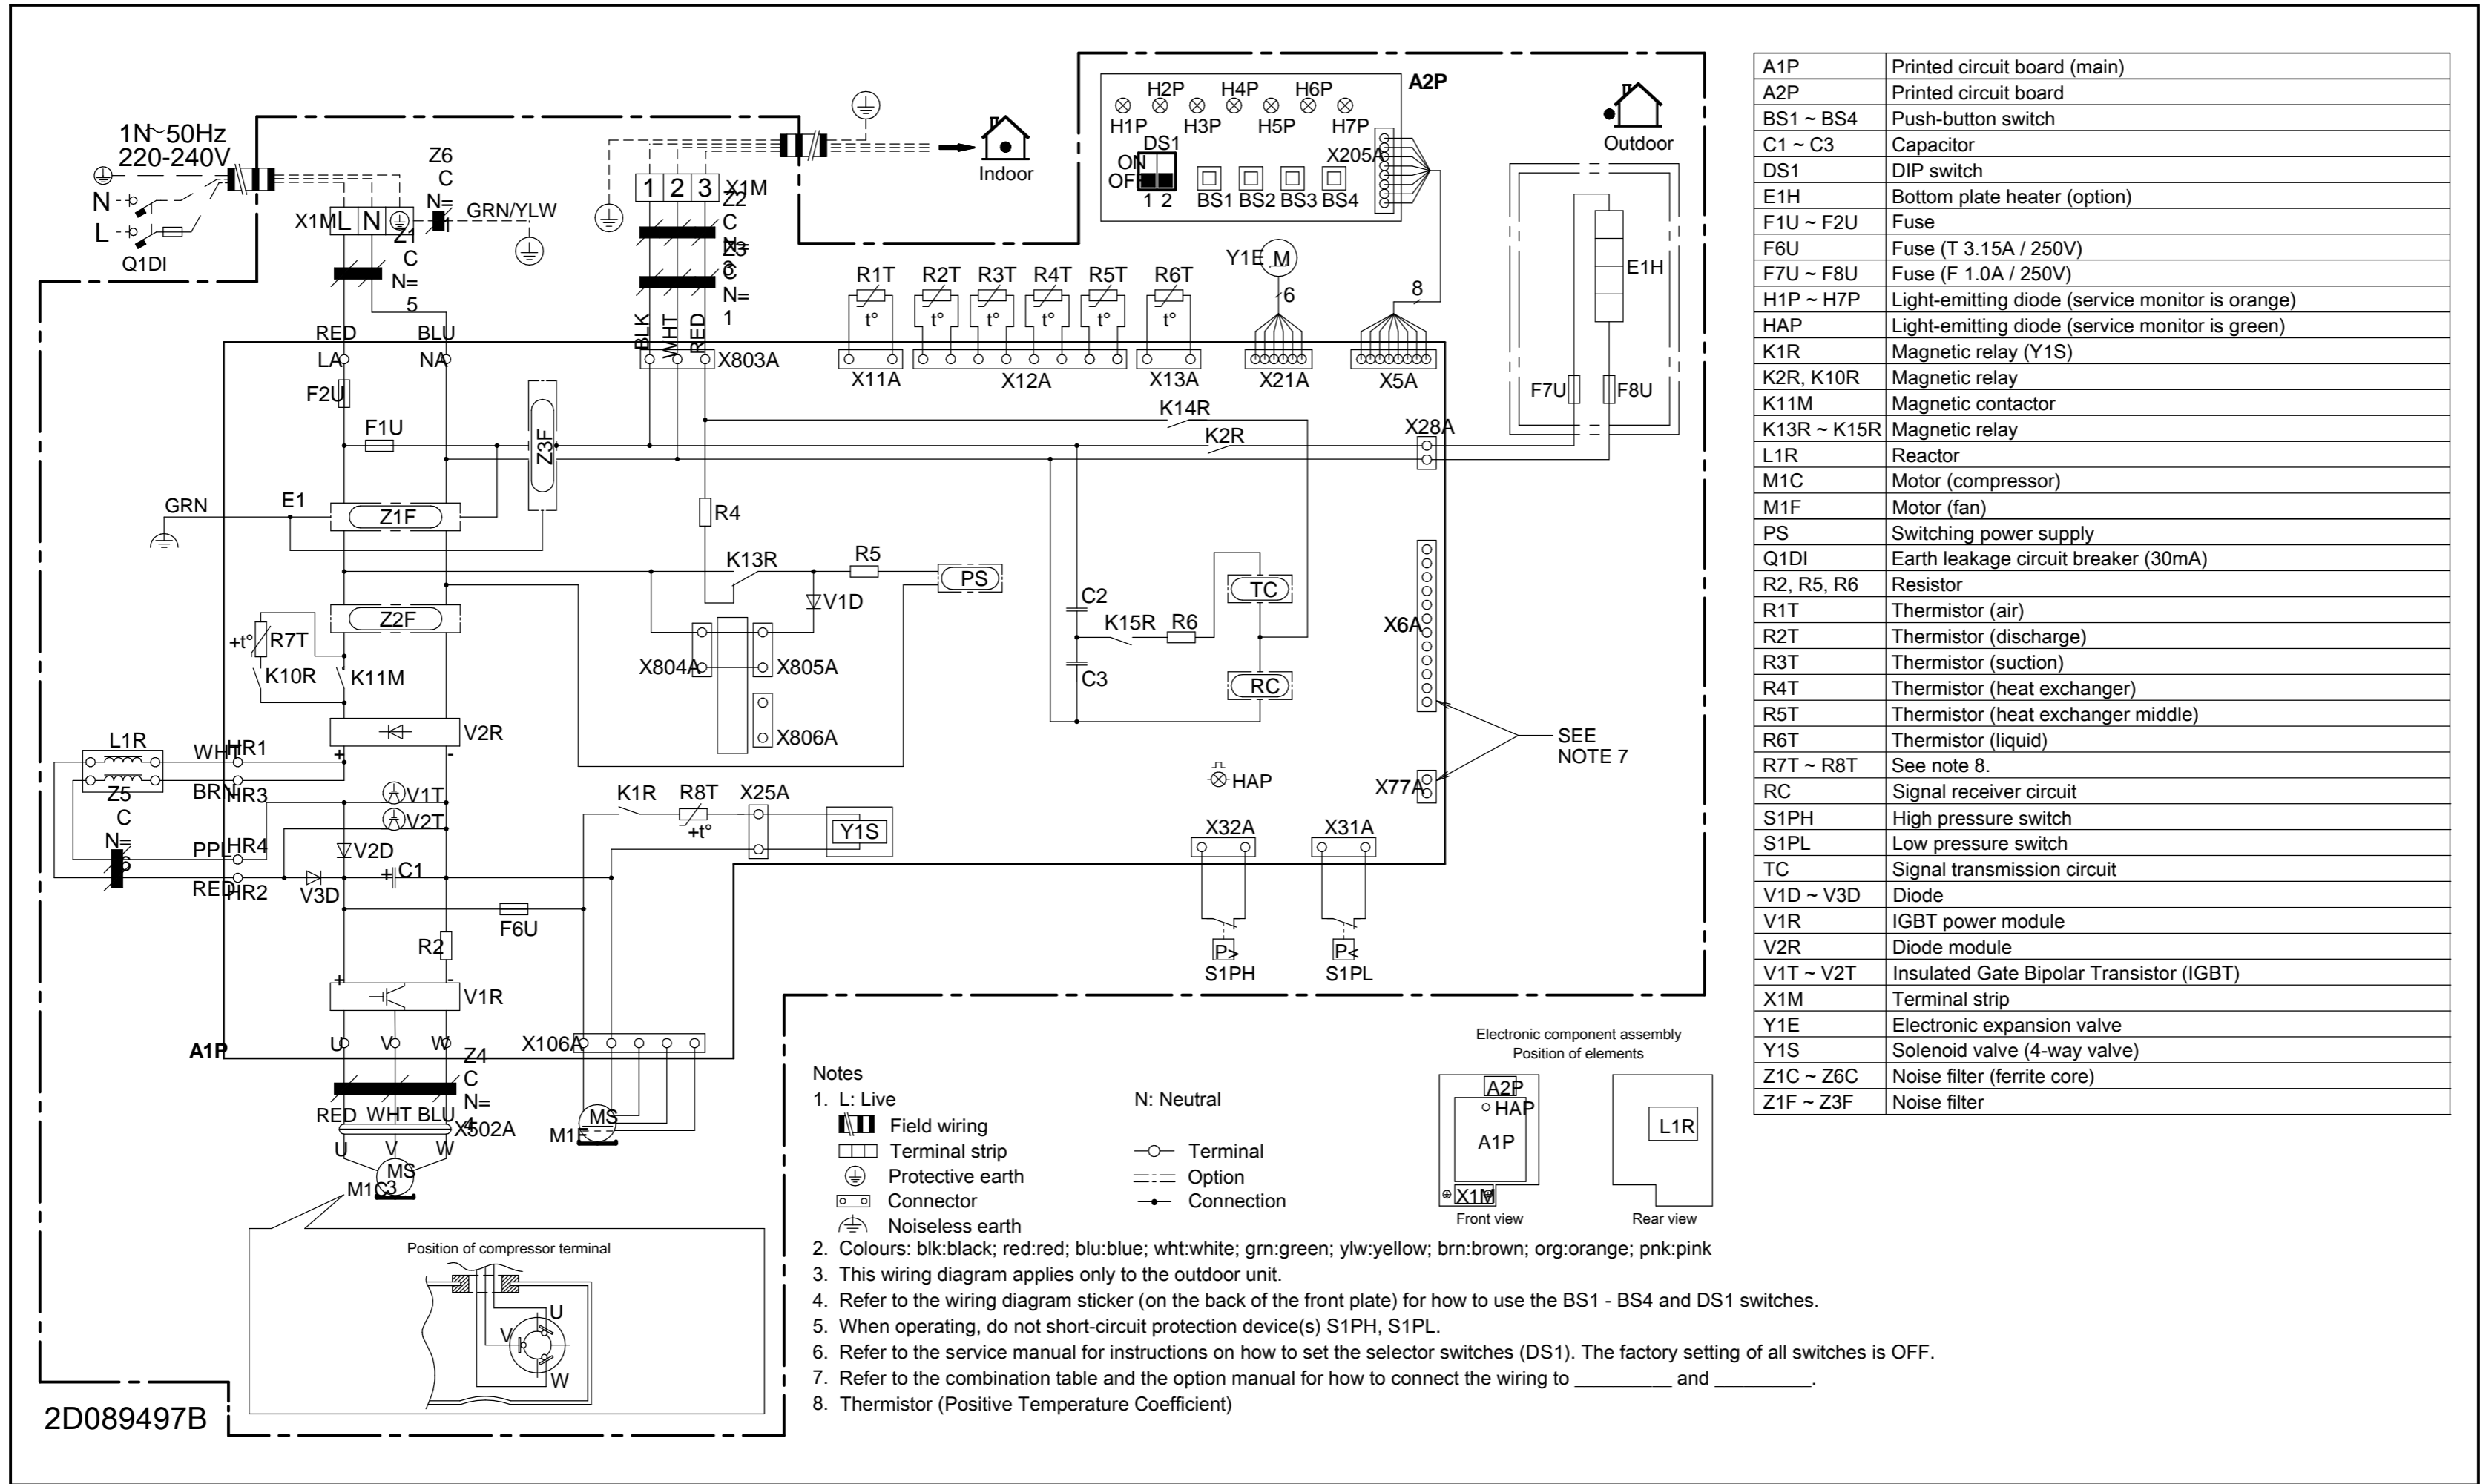 1N~50Hz
220-240V
N
L
Q1DI
X1M
L N
Z6
C
N=
1
GRN/YLW
Z1
C
N=
5
RED
BLU
1 2 3
X1M
Z2
C
N=
3
Z3
C
N=
1
BLK
WHT
RED
X803A
Indoor
A2P
H2P H4P H6P
H1P H3P H5P H7P
DS1
ON
OFF
1 2
X205A
BS1 BS2 BS3 BS4
Outdoor
R1T R2T R3T R4T R5T R6T
t° t° t° t° t° t°
X11A
X12A
X13A
Y1E M
6
X21A
8
X5A
E1H
F7U
F8U
LA
NA
F2U
F1U
Z3F
K14R
K2R
X28A
GRN
E1
Z1F
R4
K13R
R5
PS
V1D
Z2F
+t°
R7T
K10R
K11M
X804A
X805A
X806A
C2
K15R R6
C3
TC
RC
X6A
SEE
NOTE 7
X77A
HAP
V2R
+ -
L1R
WHT HR1
BRN HR3
Z5
C
N=
6
PPL HR4
RED HR2
V1T
V2T
V2D
V3D
+ C1
K1R R8T X25A
+t°
Y1S
F6U
R2
+ -
V1R
X32A X31A
P> P<
S1PH S1PL
A1P
U V W
X106A
Z4
C
N=
4
RED WHT BLU
X502A
U V W
MS
3
M1C
MS
M1F
Position of compressor terminal
U
V
W
2D089497B
Notes
1. L: Live N: Neutral
Field wiring
Terminal strip Terminal
Protective earth Option
Connector Connection
Noiseless earth
2. Colours: blk:black; red:red; blu:blue; wht:white; grn:green; ylw:yellow; brn:brown; org:orange; pnk:pink
3. This wiring diagram applies only to the outdoor unit.
4. Refer to the wiring diagram sticker (on the back of the front plate) for how to use the BS1 - BS4 and DS1 switches.
5. When operating, do not short-circuit protection device(s) S1PH, S1PL.
6. Refer to the service manual for instructions on how to set the selector switches (DS1). The factory setting of all switches is OFF.
7. Refer to the combination table and the option manual for how to connect the wiring to _________ and _________.
8. Thermistor (Positive Temperature Coefficient)
Electronic component assembly
Position of elements
A2P
HAP
A1P
X1M
Front view
L1R
Rear view
A1P Printed circuit board (main)
A2P Printed circuit board
BS1 ~ BS4 Push-button switch
C1 ~ C3 Capacitor
DS1 DIP switch
E1H Bottom plate heater (option)
F1U ~ F2U Fuse
F6U Fuse (T 3.15A / 250V)
F7U ~ F8U Fuse (F 1.0A / 250V)
H1P ~ H7P Light-emitting diode (service monitor is orange)
HAP Light-emitting diode (service monitor is green)
K1R Magnetic relay (Y1S)
K2R, K10R Magnetic relay
K11M Magnetic contactor
K13R ~ K15R Magnetic relay
L1R Reactor
M1C Motor (compressor)
M1F Motor (fan)
PS Switching power supply
Q1DI Earth leakage circuit breaker (30mA)
R2, R5, R6 Resistor
R1T Thermistor (air)
R2T Thermistor (discharge)
R3T Thermistor (suction)
R4T Thermistor (heat exchanger)
R5T Thermistor (heat exchanger middle)
R6T Thermistor (liquid)
R7T ~ R8T See note 8.
RC Signal receiver circuit
S1PH High pressure switch
S1PL Low pressure switch
TC Signal transmission circuit
V1D ~ V3D Diode
V1R IGBT power module
V2R Diode module
V1T ~ V2T Insulated Gate Bipolar Transistor (IGBT)
X1M Terminal strip
Y1E Electronic expansion valve
Y1S Solenoid valve (4-way valve)
Z1C ~ Z6C Noise filter (ferrite core)
Z1F ~ Z3F Noise filter